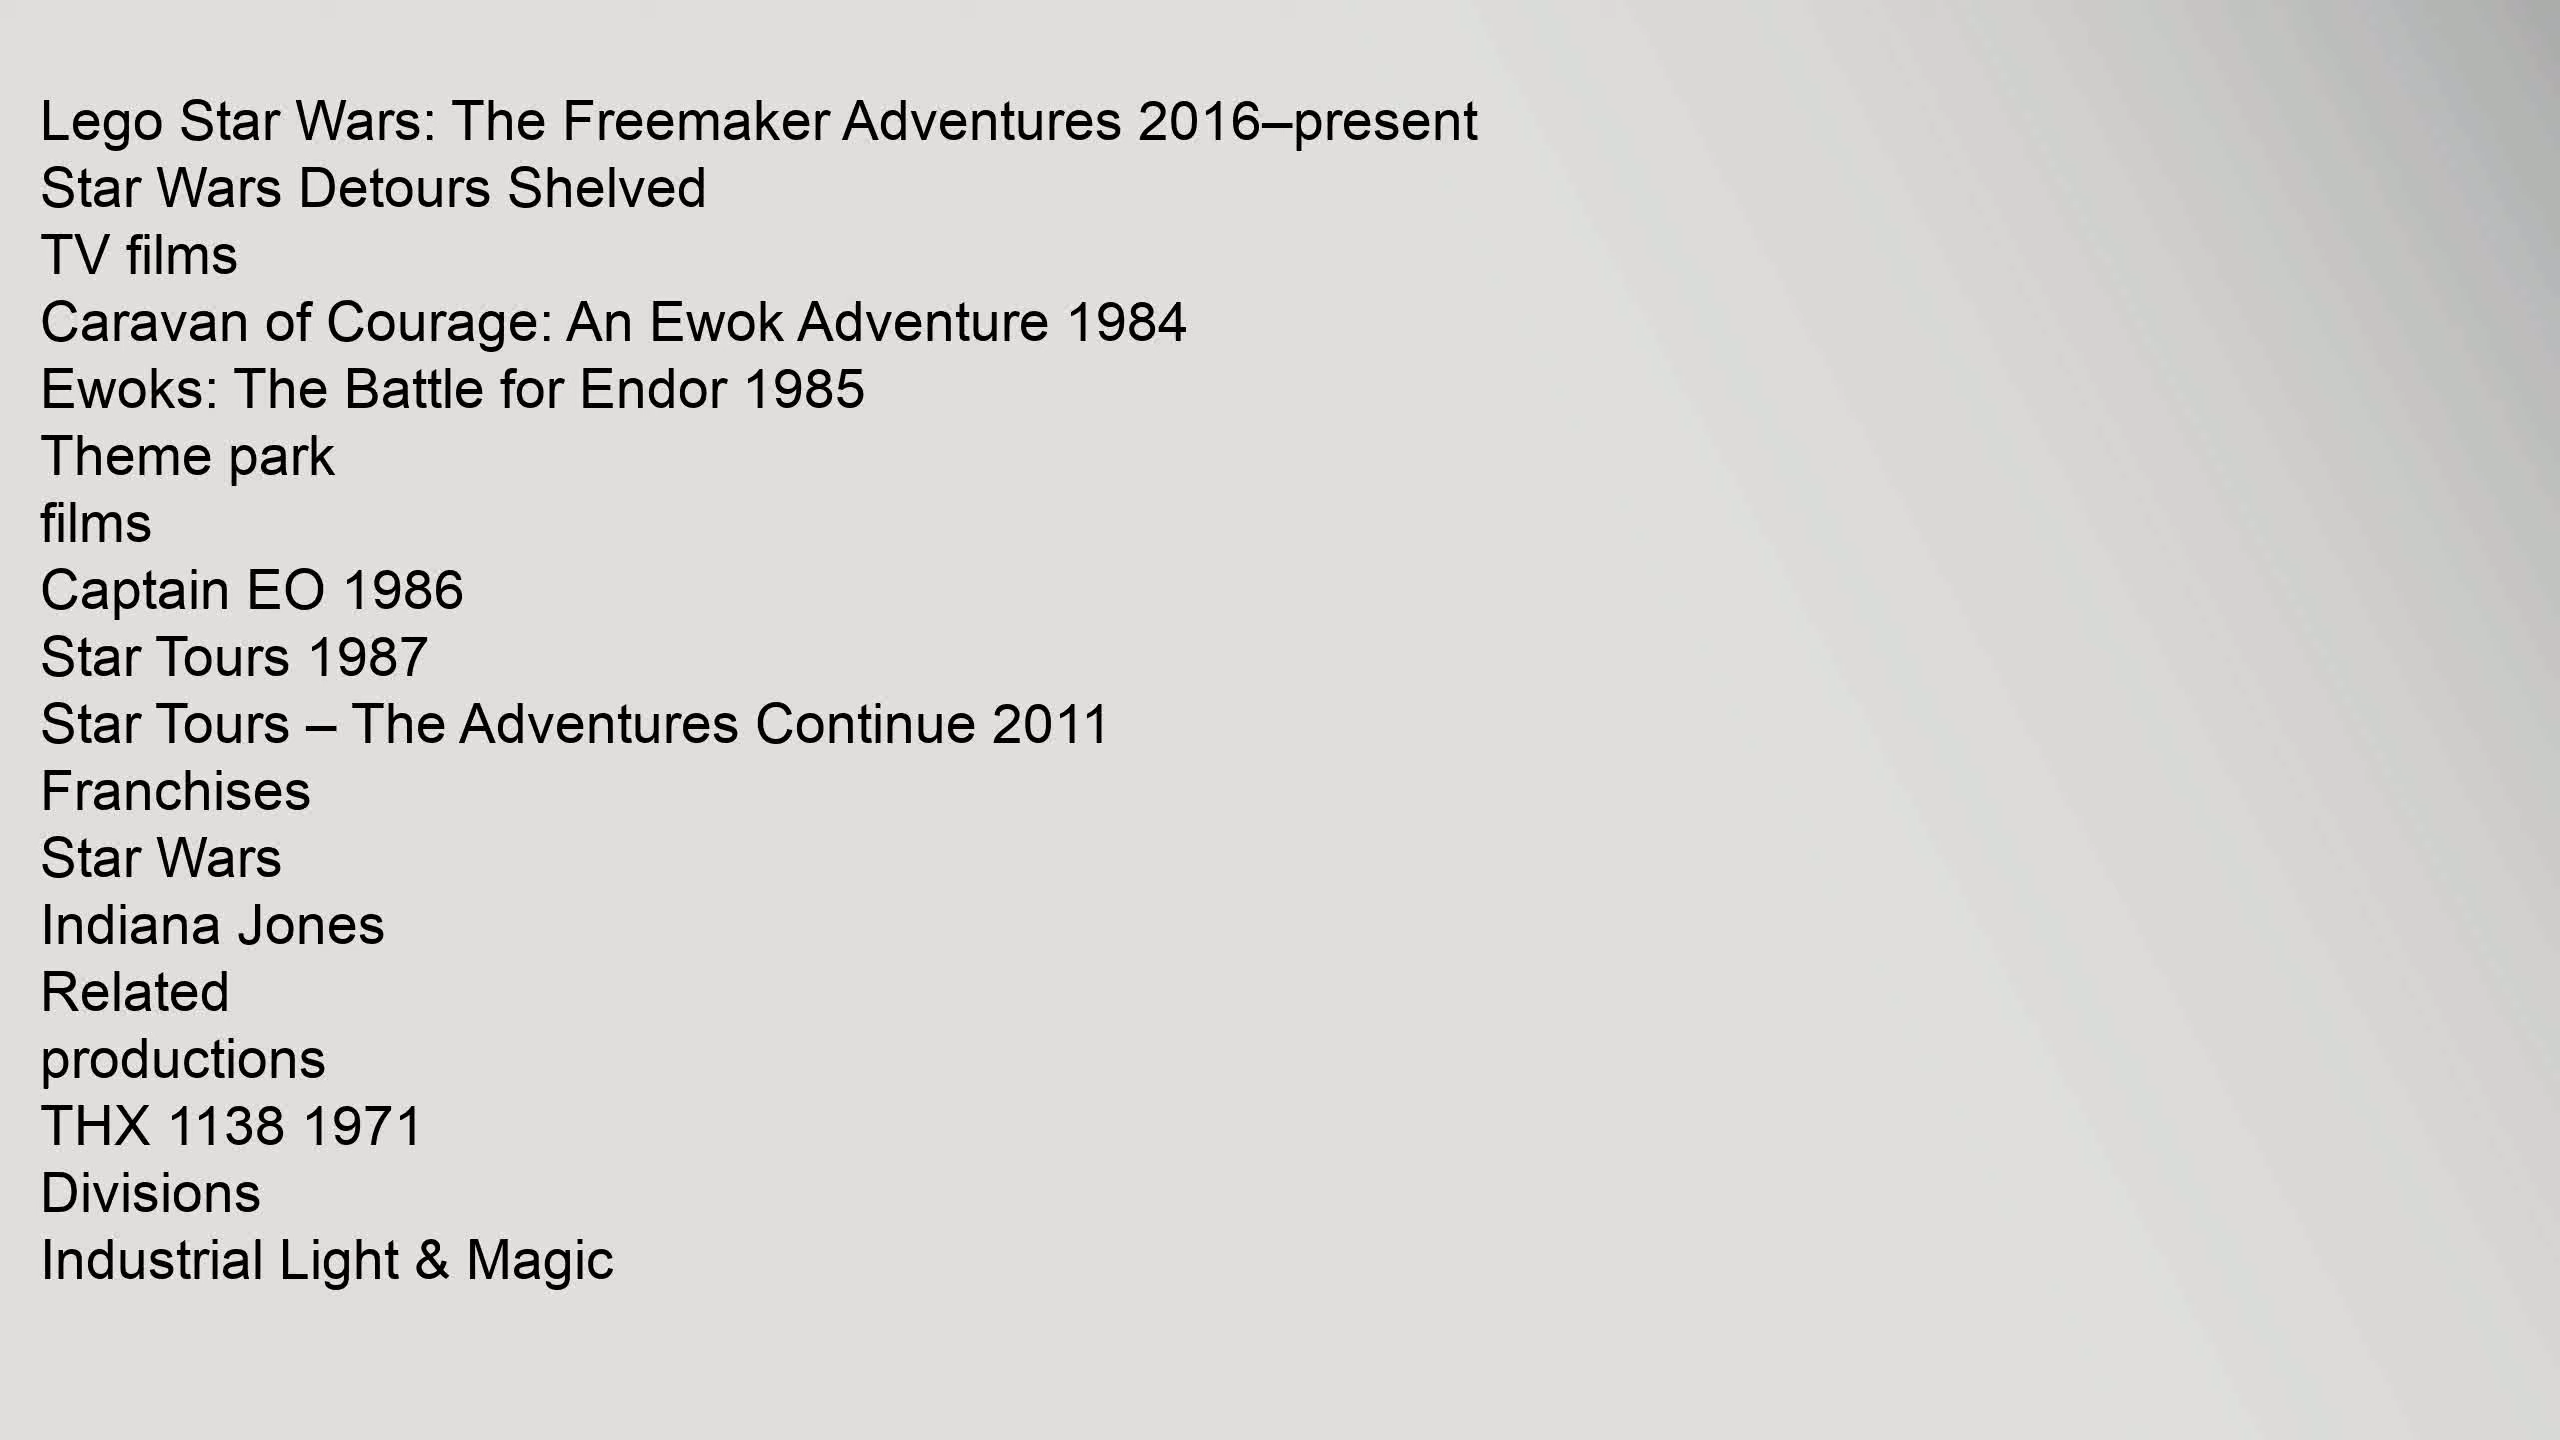 Lego Star Wars: The Freemaker Adventures 2016–present
Star Wars Detours Shelved
TV films
Caravan of Courage: An Ewok Adventure 1984
Ewoks: The Battle for Endor 1985
Theme park
films
Captain EO 1986
Star Tours 1987
Star Tours – The Adventures Continue 2011
Franchises
Star Wars
Indiana Jones
Related
productions
THX 1138 1971
Divisions
Industrial Light & Magic